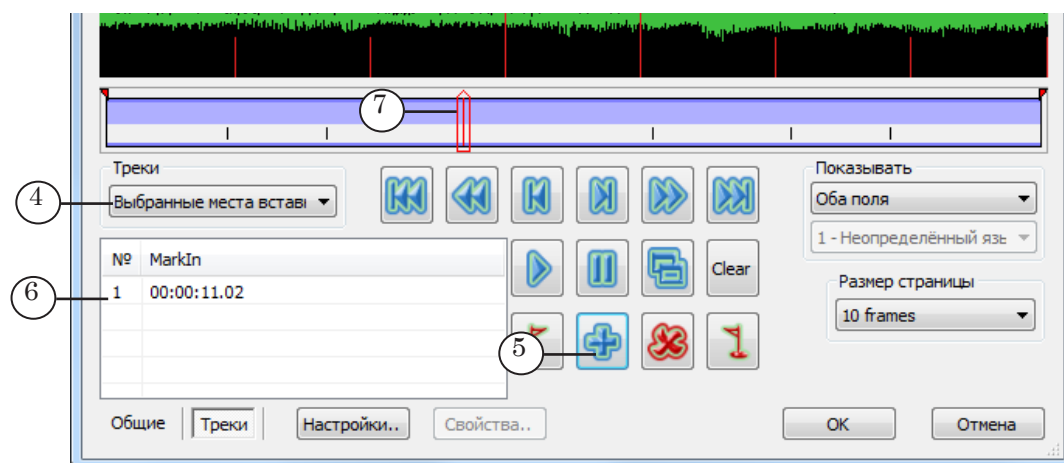 7
Треки
Показывать
4
Выбранные места встав
Оба поля
1 - Неопределённый язь
№ MarkIn
Clear
6
1 00:00:11.02
Размер страницы
10 frames
5
Общие Треки Настройки.. Свойства.. OK Отмена